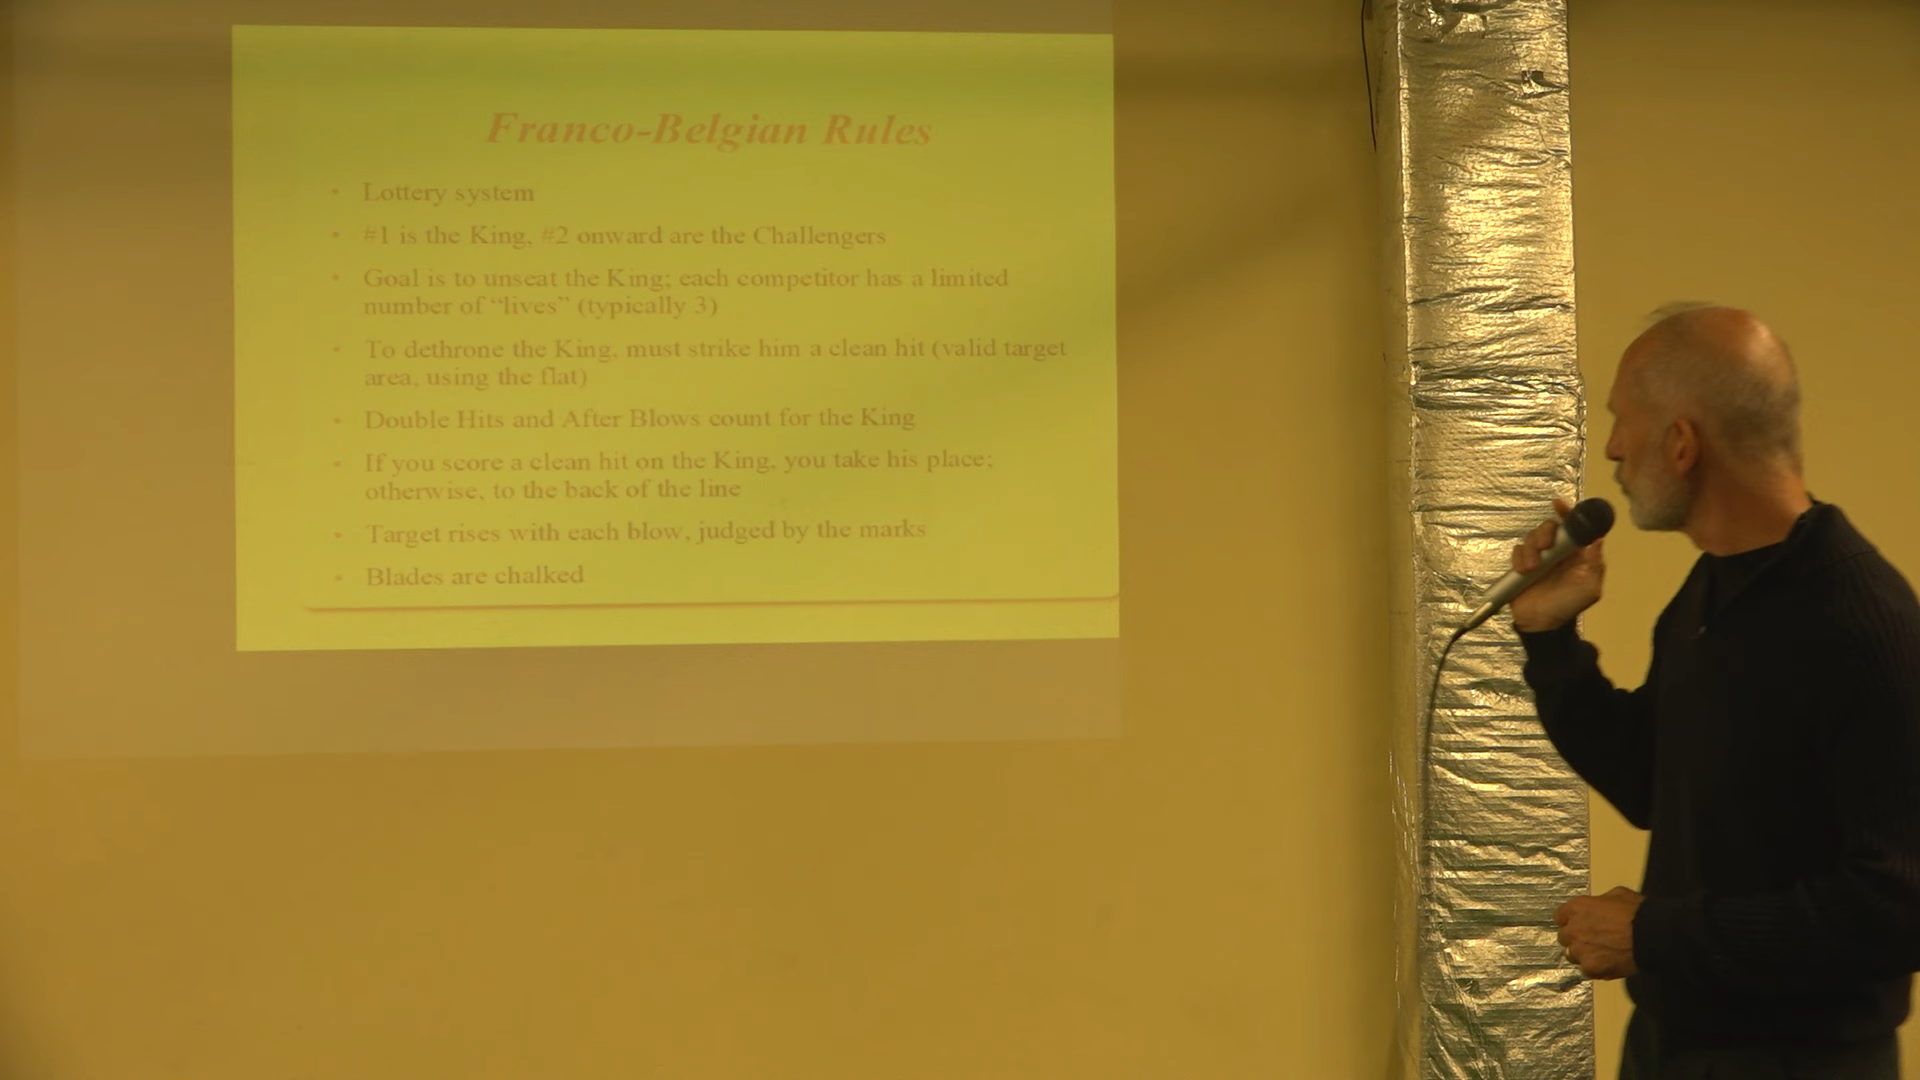 Franco-Belgian Rules
• Lottery system
• #1 is the King, #2 onward are the Challengers
• Goal is to unseat the King; each competitor has a limited
number of “lives” (typically 3)
• To dethrone the King, must strike him a clean hit (valid target
area, using the flat)
• Double Hits and After Blows count for the King
• If you score a clean hit on the King, you take his place;
otherwise, to the back of the line
• Target rises with each blow, judged by the marks
• Blades are chalked